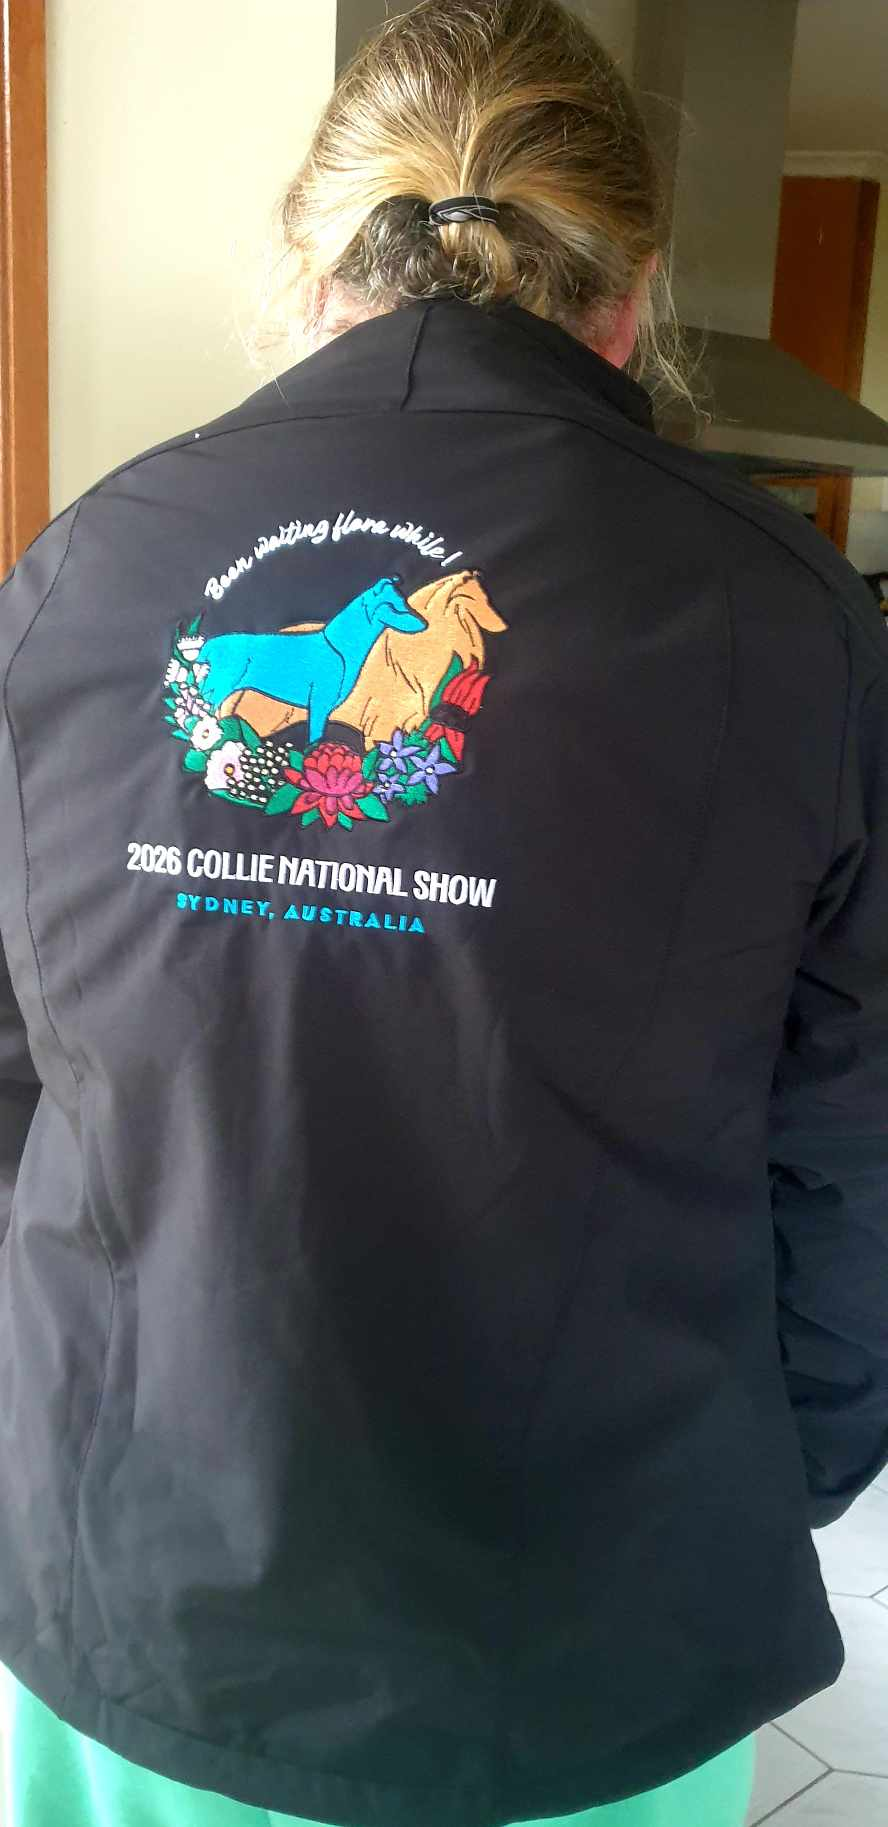 Been waiting flora while!
2026 COLLIE NATIONAL SHOW
SYDNEY, AUSTRALIA